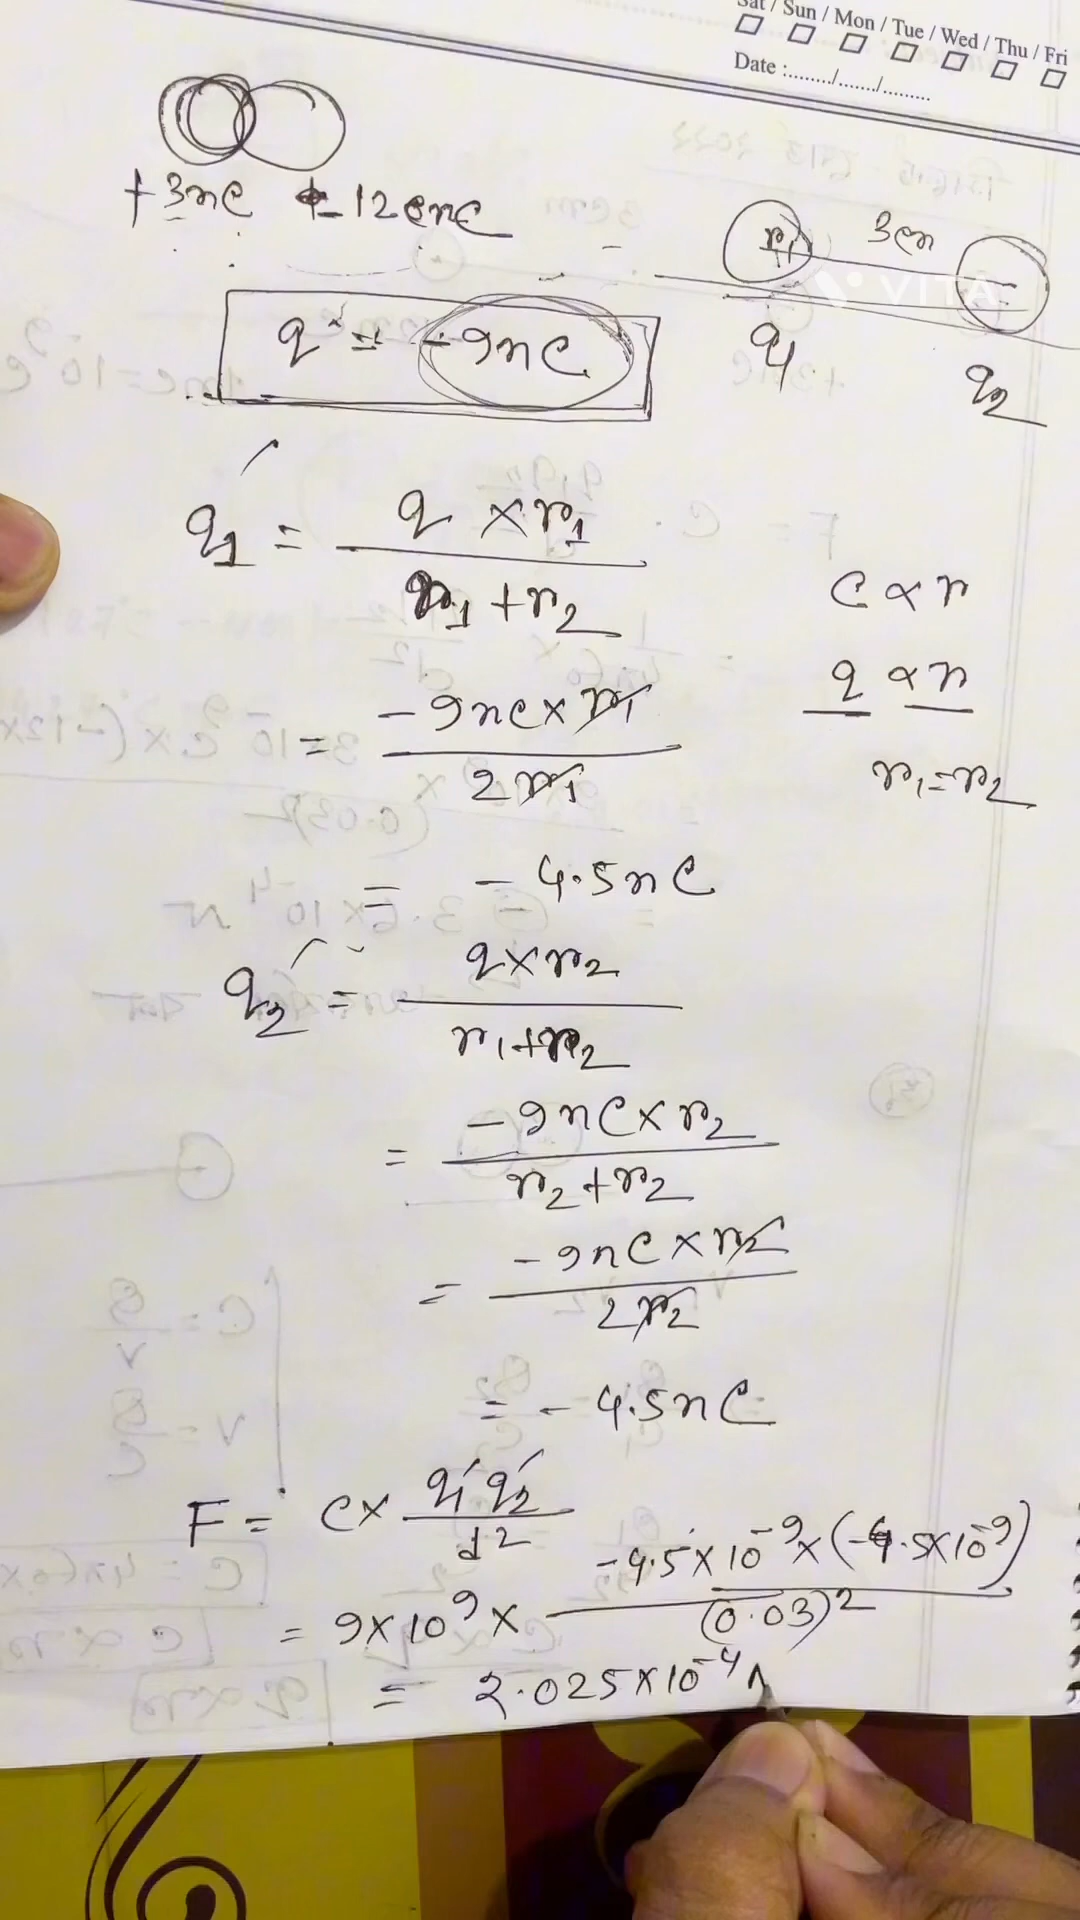 Sat / Sun / Mon / Tue / Wed / Thu / Fri
Date :......../......./.........
+3nC -12nC
r₁ 3cm
VITA
q = -9nC
q₁ q₂
q₁′ = q × r₁ / r₁ + r₂
C ∝ r
q ∝ r
= -9nC × r₁ / 2r₁
r₁ = r₂
= -4.5nC
q₂′ = q × r₂ / r₁ + r₂
= -9nC × r₂ / r₂ + r₂
= -9nC × r₂ / 2r₂
= -4.5nC
F = C × q₁′ q₂′ / d²
= 9×10⁹ × -4.5×10⁻⁹ × (-4.5×10⁻⁹) / (0.03)²
= 2.025×10⁻⁴